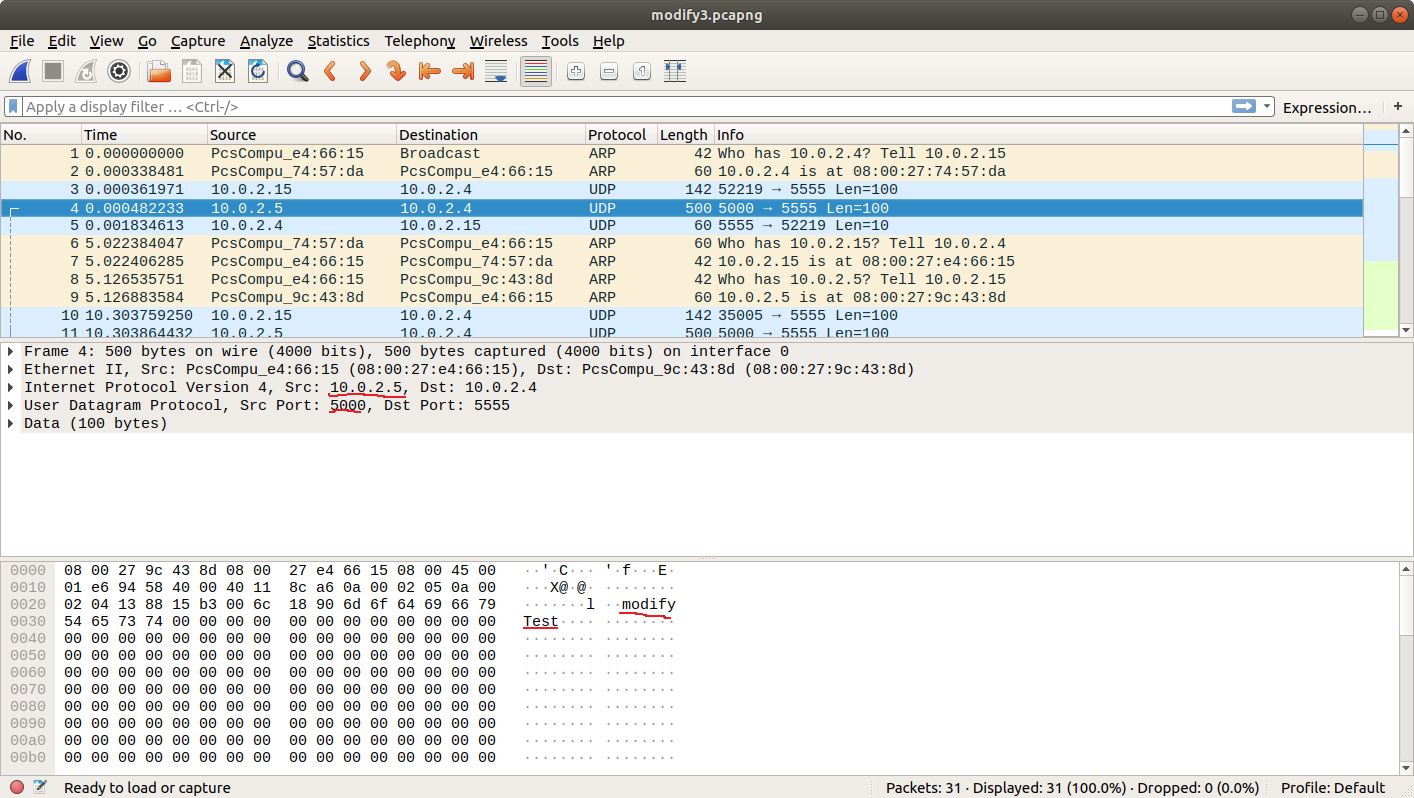 modify3.pcapng
File Edit View Go Capture Analyze Statistics Telephony Wireless Tools Help
Apply a display filter … <Ctrl-/> Expression… +
No. Time Source Destination Protocol Length Info
1 0.000000000 PcsCompu_e4:66:15 Broadcast ARP 42 Who has 10.0.2.4? Tell 10.0.2.15
2 0.000338481 PcsCompu_74:57:da PcsCompu_e4:66:15 ARP 60 10.0.2.4 is at 08:00:27:74:57:da
3 0.000361971 10.0.2.15 10.0.2.4 UDP 142 52219 → 5555 Len=100
4 0.000482233 10.0.2.5 10.0.2.4 UDP 500 5000 → 5555 Len=100
5 0.001834613 10.0.2.4 10.0.2.15 UDP 60 5555 → 52219 Len=10
6 5.022384047 PcsCompu_74:57:da PcsCompu_e4:66:15 ARP 60 Who has 10.0.2.15? Tell 10.0.2.4
7 5.022406285 PcsCompu_e4:66:15 PcsCompu_74:57:da ARP 42 10.0.2.15 is at 08:00:27:e4:66:15
8 5.126535751 PcsCompu_e4:66:15 PcsCompu_9c:43:8d ARP 42 Who has 10.0.2.5? Tell 10.0.2.15
9 5.126883584 PcsCompu_9c:43:8d PcsCompu_e4:66:15 ARP 60 10.0.2.5 is at 08:00:27:9c:43:8d
10 10.303759250 10.0.2.15 10.0.2.4 UDP 142 35005 → 5555 Len=100
11 10.303864432 10.0.2.5 10.0.2.4 UDP 500 5000 → 5555 Len=100
Frame 4: 500 bytes on wire (4000 bits), 500 bytes captured (4000 bits) on interface 0
Ethernet II, Src: PcsCompu_e4:66:15 (08:00:27:e4:66:15), Dst: PcsCompu_9c:43:8d (08:00:27:9c:43:8d)
Internet Protocol Version 4, Src: 10.0.2.5, Dst: 10.0.2.4
User Datagram Protocol, Src Port: 5000, Dst Port: 5555
Data (100 bytes)
0000 08 00 27 9c 43 8d 08 00 27 e4 66 15 08 00 45 00 ··'·C··· '·f···E·
0010 01 e6 94 58 40 00 40 11 8c a6 0a 00 02 05 0a 00 ···X@·@· ········
0020 02 04 13 88 15 b3 00 6c 18 90 6d 6f 64 69 66 79 ·······l ··modify
0030 54 65 73 74 00 00 00 00 00 00 00 00 00 00 00 00 Test···· ········
0040 00 00 00 00 00 00 00 00 00 00 00 00 00 00 00 00 ········ ········
0050 00 00 00 00 00 00 00 00 00 00 00 00 00 00 00 00 ········ ········
0060 00 00 00 00 00 00 00 00 00 00 00 00 00 00 00 00 ········ ········
0070 00 00 00 00 00 00 00 00 00 00 00 00 00 00 00 00 ········ ········
0080 00 00 00 00 00 00 00 00 00 00 00 00 00 00 00 00 ········ ········
0090 00 00 00 00 00 00 00 00 00 00 00 00 00 00 00 00 ········ ········
00a0 00 00 00 00 00 00 00 00 00 00 00 00 00 00 00 00 ········ ········
00b0 00 00 00 00 00 00 00 00 00 00 00 00 00 00 00 00 ········ ········
Ready to load or capture Packets: 31 · Displayed: 31 (100.0%) · Dropped: 0 (0.0%) Profile: Default